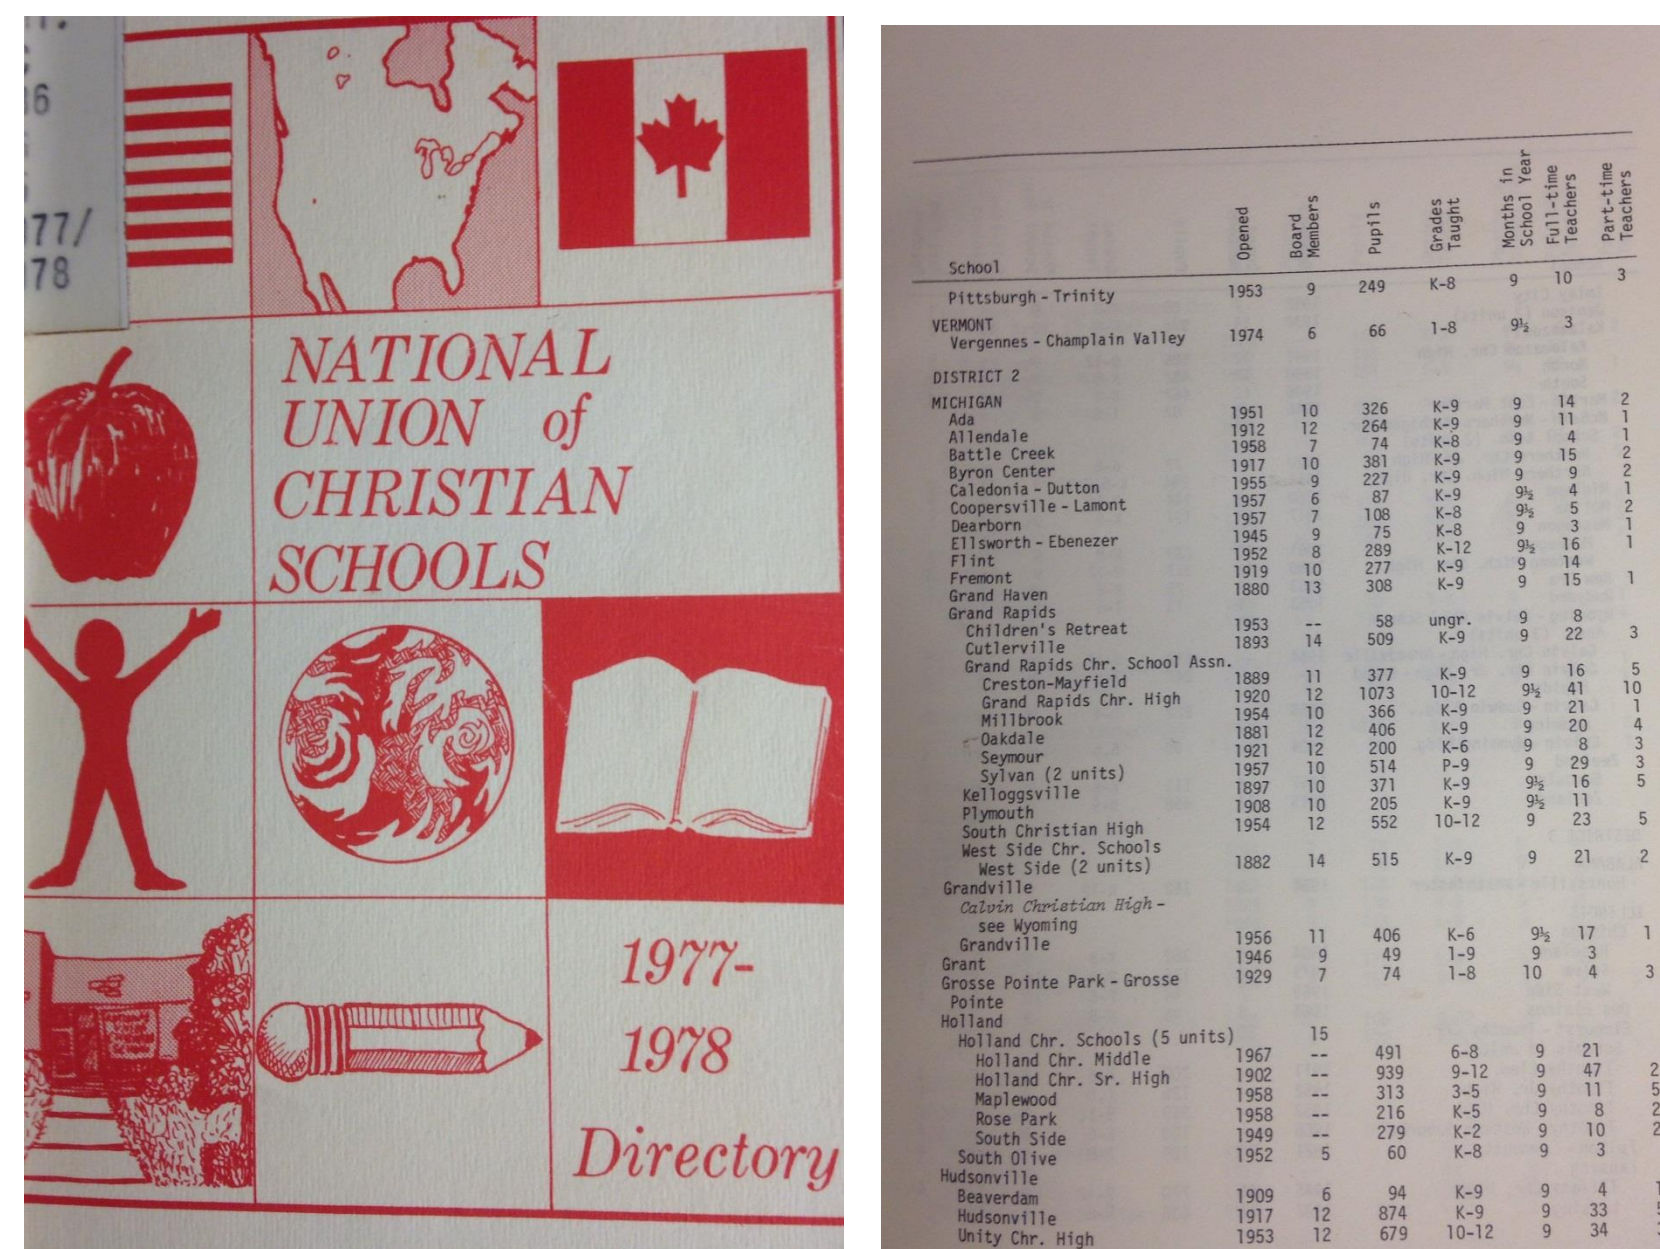 16
77/
78
NATIONAL
UNION of
CHRISTIAN
SCHOOLS
1977-
1978
Directory
School Opened Board Members Pupils Grades Taught Months in School Year Full-time Teachers Part-time Teachers
Pittsburgh - Trinity 1953 9 249 K-8 9 10 3
VERMONT
Vergennes - Champlain Valley 1974 6 66 1-8 9½ 3
DISTRICT 2
MICHIGAN
Ada 1951 10 326 K-9 9 14 2
Allendale 1912 12 264 K-9 9 11 1
Battle Creek 1958 7 74 K-8 9 4 1
Byron Center 1917 10 381 K-9 9 15 2
Caledonia - Dutton 1955 9 227 K-9 9 9 2
Coopersville - Lamont 1957 6 87 K-9 9½ 4 1
Dearborn 1957 7 108 K-8 9½ 5 2
Ellsworth - Ebenezer 1945 9 75 K-8 9 3 1
Flint 1952 8 289 K-12 9½ 16 1
Fremont 1919 10 277 K-9 9 14
Grand Haven 1880 13 308 K-9 9 15 1
Grand Rapids
Children's Retreat 1953 -- 58 ungr. 9 8
Cutlerville 1893 14 509 K-9 9 22 3
Grand Rapids Chr. School Assn.
Creston-Mayfield 1889 11 377 K-9 9 16 5
Grand Rapids Chr. High 1920 12 1073 10-12 9½ 41 10
Millbrook 1954 10 366 K-9 9 21 1
Oakdale 1881 12 406 K-9 9 20 4
Seymour 1921 12 200 K-6 9 8 3
Sylvan (2 units) 1957 10 514 P-9 9 29 3
Kelloggsville 1897 10 371 K-9 9½ 16 5
Plymouth 1908 10 205 K-9 9½ 11
South Christian High 1954 12 552 10-12 9 23 5
West Side Chr. Schools
West Side (2 units) 1882 14 515 K-9 9 21 2
Grandville
Calvin Christian High -
see Wyoming
Grandville 1956 11 406 K-6 9½ 17 1
Grant 1946 9 49 1-9 9 3
Grosse Pointe Park - Grosse 1929 7 74 1-8 10 4 3
Pointe
Holland
Holland Chr. Schools (5 units) 15
Holland Chr. Middle 1967 -- 491 6-8 9 21
Holland Chr. Sr. High 1902 -- 939 9-12 9 47 2
Maplewood 1958 -- 313 3-5 9 11 5
Rose Park 1958 -- 216 K-5 9 8 2
South Side 1949 -- 279 K-2 9 10 2
South Olive 1952 5 60 K-8 9 3
Hudsonville
Beaverdam 1909 6 94 K-9 9 4
Hudsonville 1917 12 874 K-9 9 33
Unity Chr. High 1953 12 679 10-12 9 34